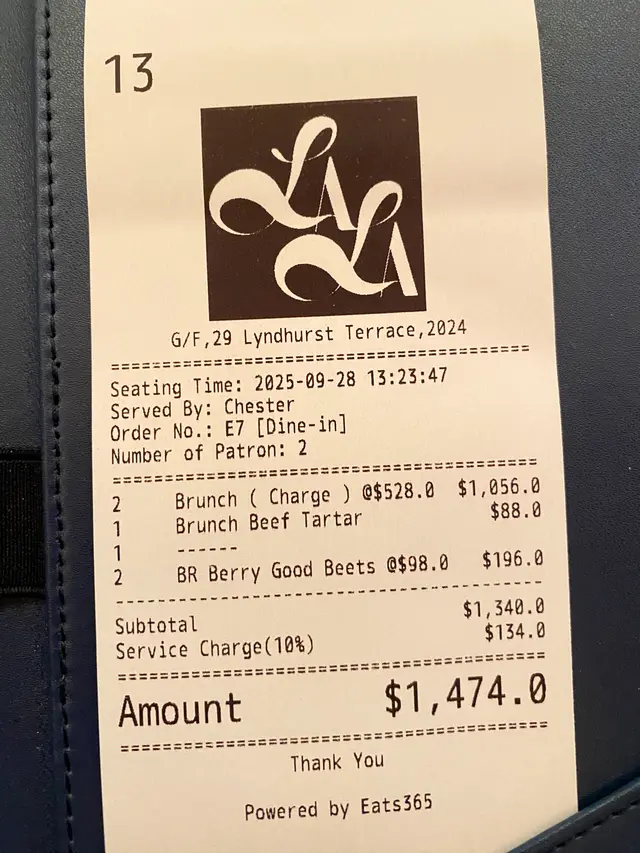 13
LA
LA
G/F,29 Lyndhurst Terrace,2024
Seating Time: 2025-09-28 13:23:47
Served By: Chester
Order No.: E7 [Dine-in]
Number of Patron: 2
2 Brunch ( Charge ) @$528.0 $1,056.0
1 Brunch Beef Tartar $88.0
1 ------
2 BR Berry Good Beets @$98.0 $196.0
Subtotal $1,340.0
Service Charge(10%) $134.0
Amount $1,474.0
Thank You
Powered by Eats365